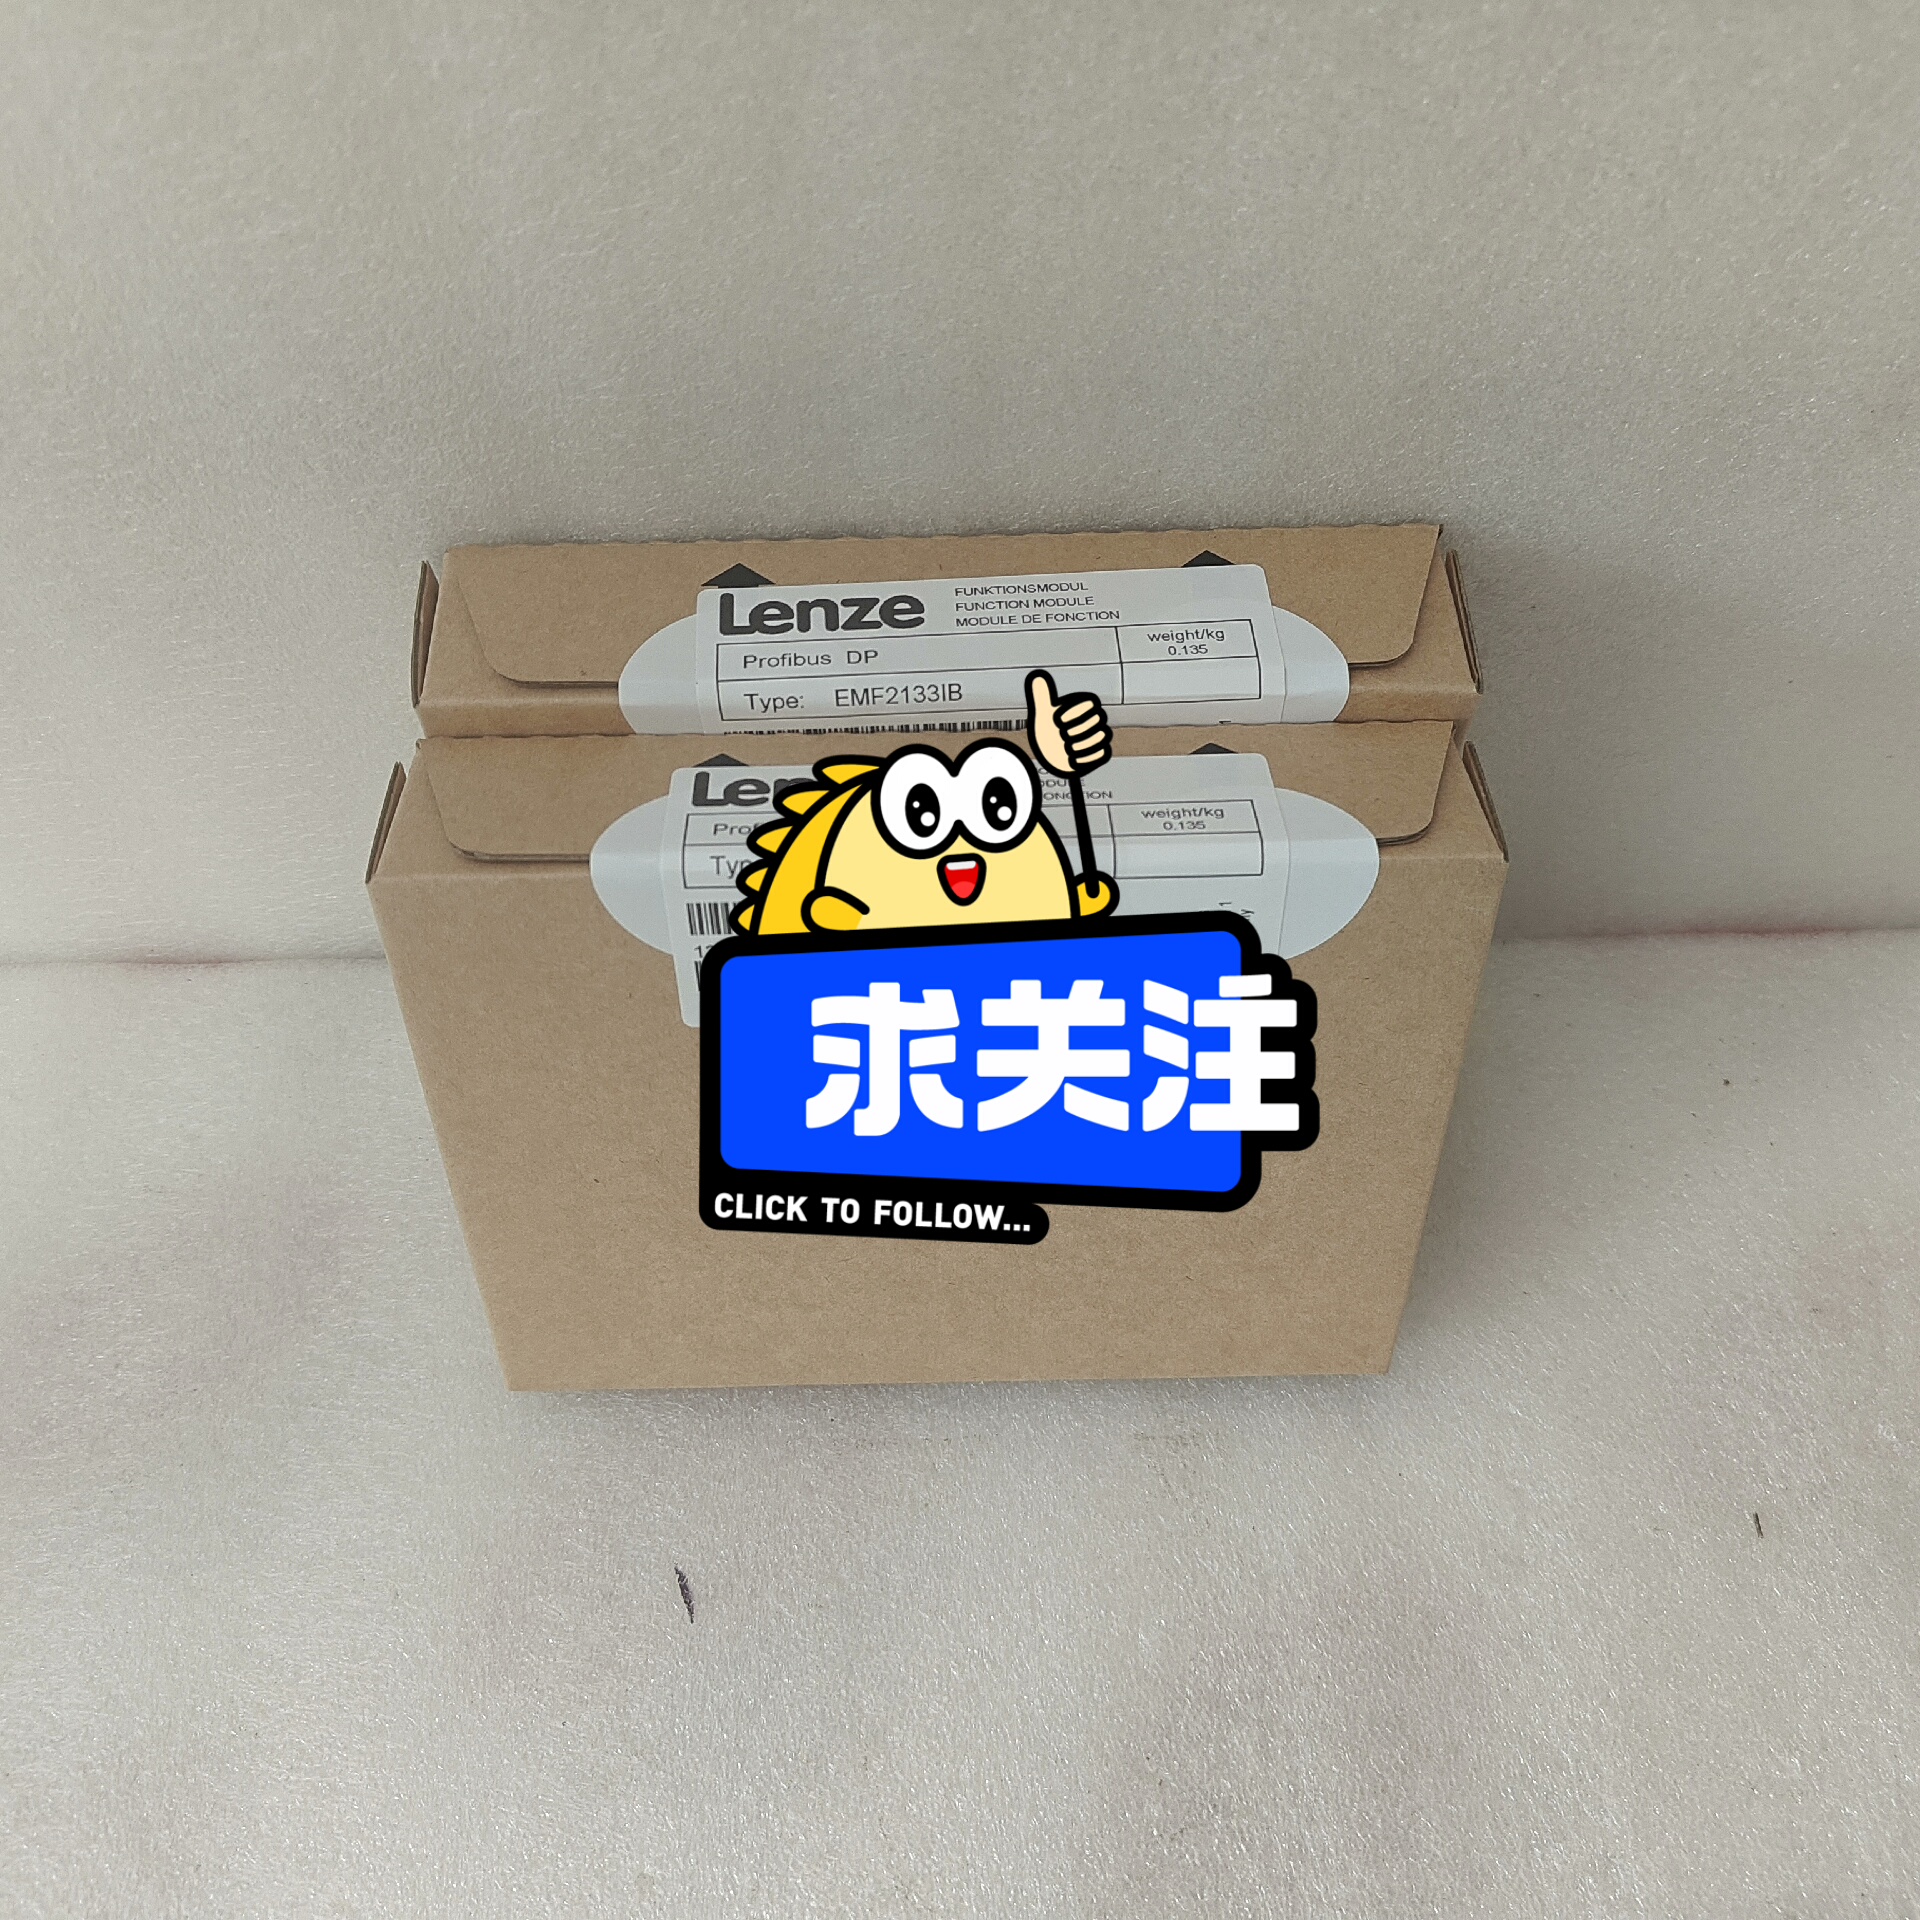 Lenze
FUNKTIONSMODUL
FUNCTION MODULE
MODULE DE FONCTION
Profibus DP
weight/kg
0.135
Type: EMF2133IB
weight/kg
0.135
求关注
CLICK TO FOLLOW...